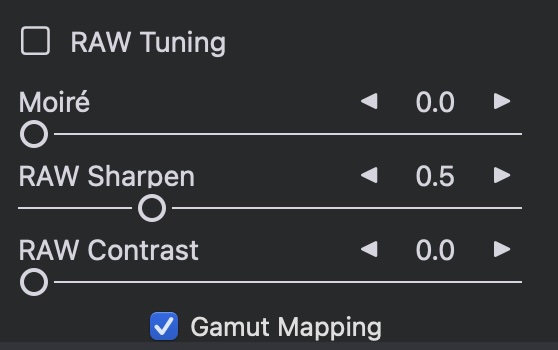 RAW Tuning
Moiré ◀ 0.0 ▶
RAW Sharpen ◀ 0.5 ▶
RAW Contrast ◀ 0.0 ▶
Gamut Mapping